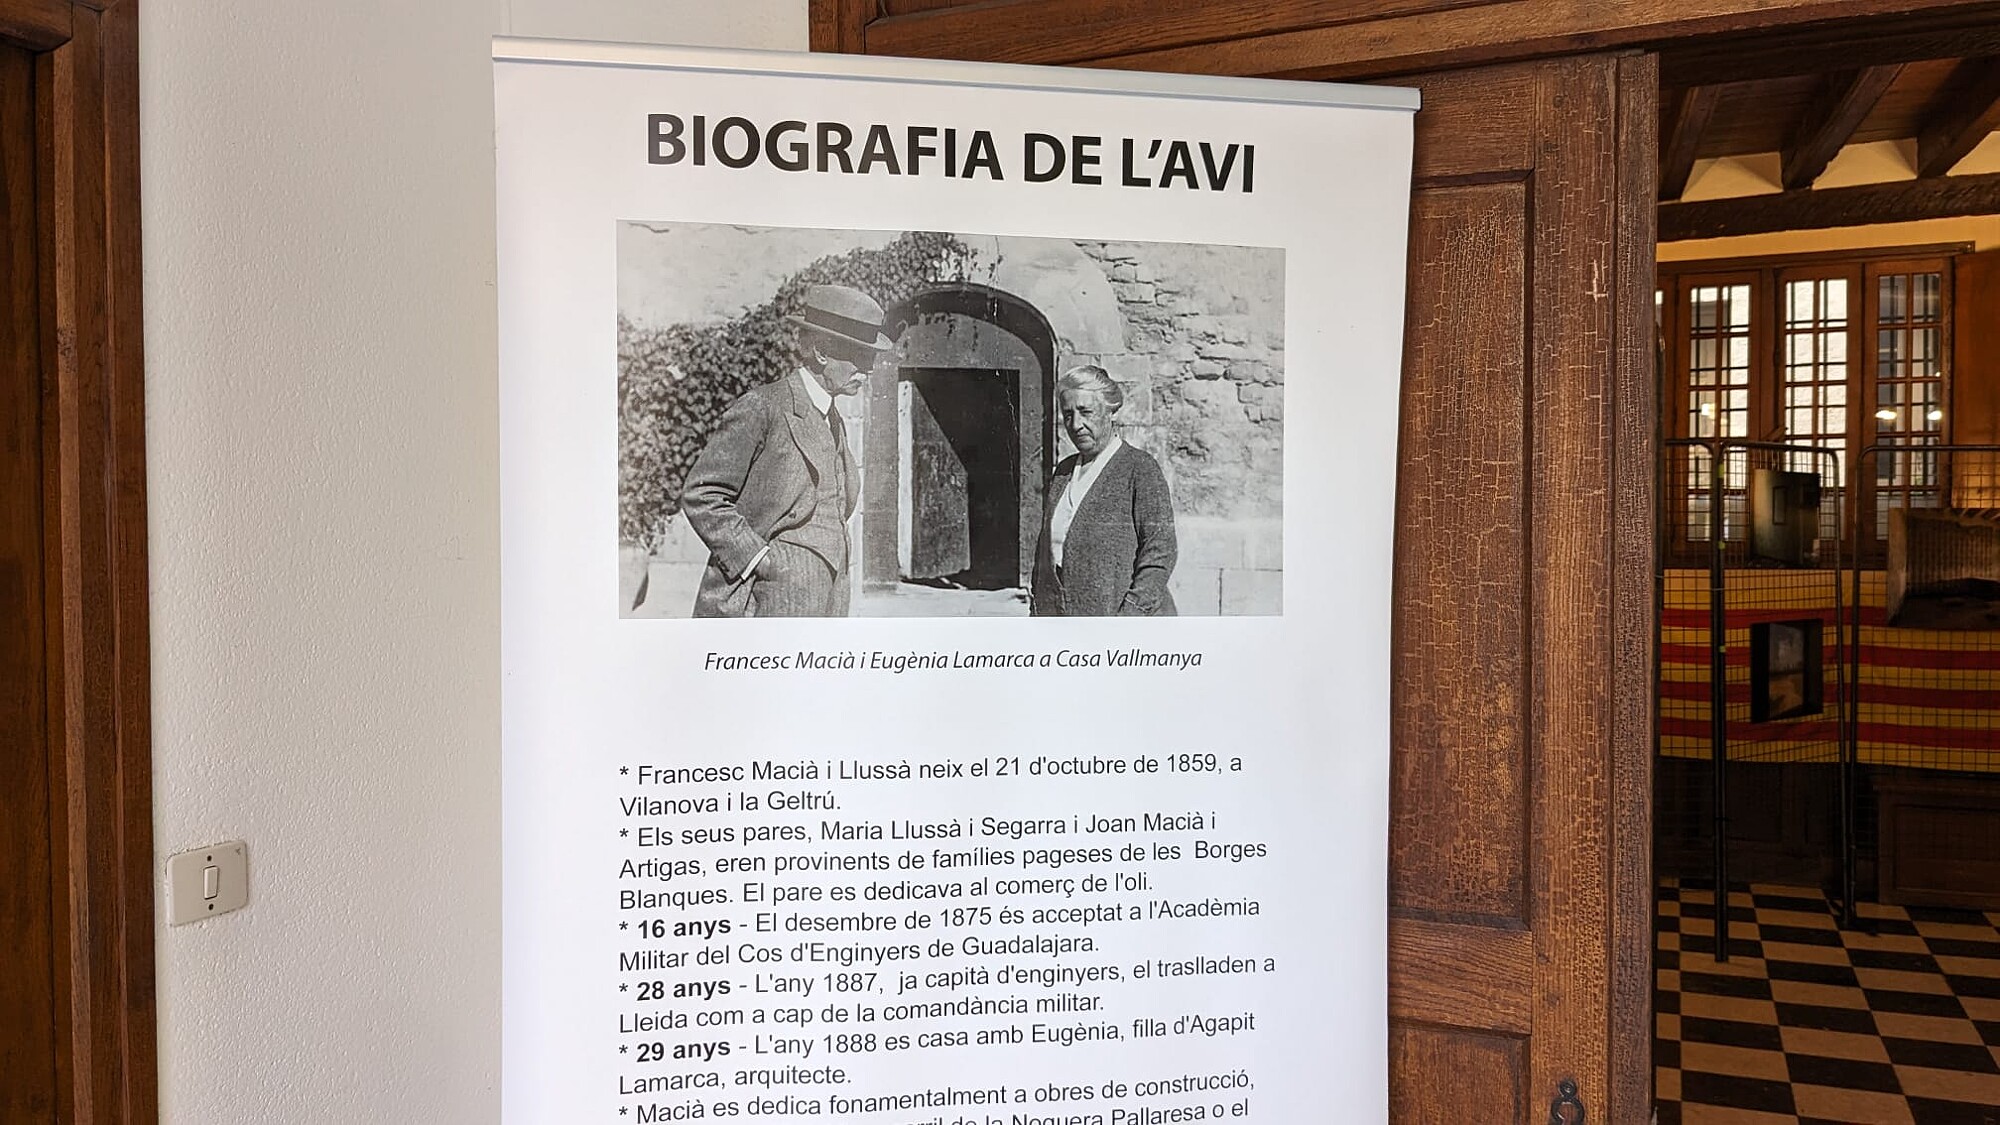 BIOGRAFIA DE L'AVI
Francesc Macià i Eugènia Lamarca a Casa Vallmanya
* Francesc Macià i Llussà neix el 21 d'octubre de 1859, a
Vilanova i la Geltrú.
* Els seus pares, Maria Llussà i Segarra i Joan Macià i
Artigas, eren provinents de famílies pageses de les  Borges
Blanques. El pare es dedicava al comerç de l'oli.
* 16 anys - El desembre de 1875 és acceptat a l'Acadèmia
Militar del Cos d'Enginyers de Guadalajara.
* 28 anys - L'any 1887,  ja capità d'enginyers, el traslladen a
Lleida com a cap de la comandància militar.
* 29 anys - L'any 1888 es casa amb Eugènia, filla d'Agapit
Lamarca, arquitecte.
* Macià es dedica fonamentalment a obres de construcció,
de la Noguera Pallaresa o el